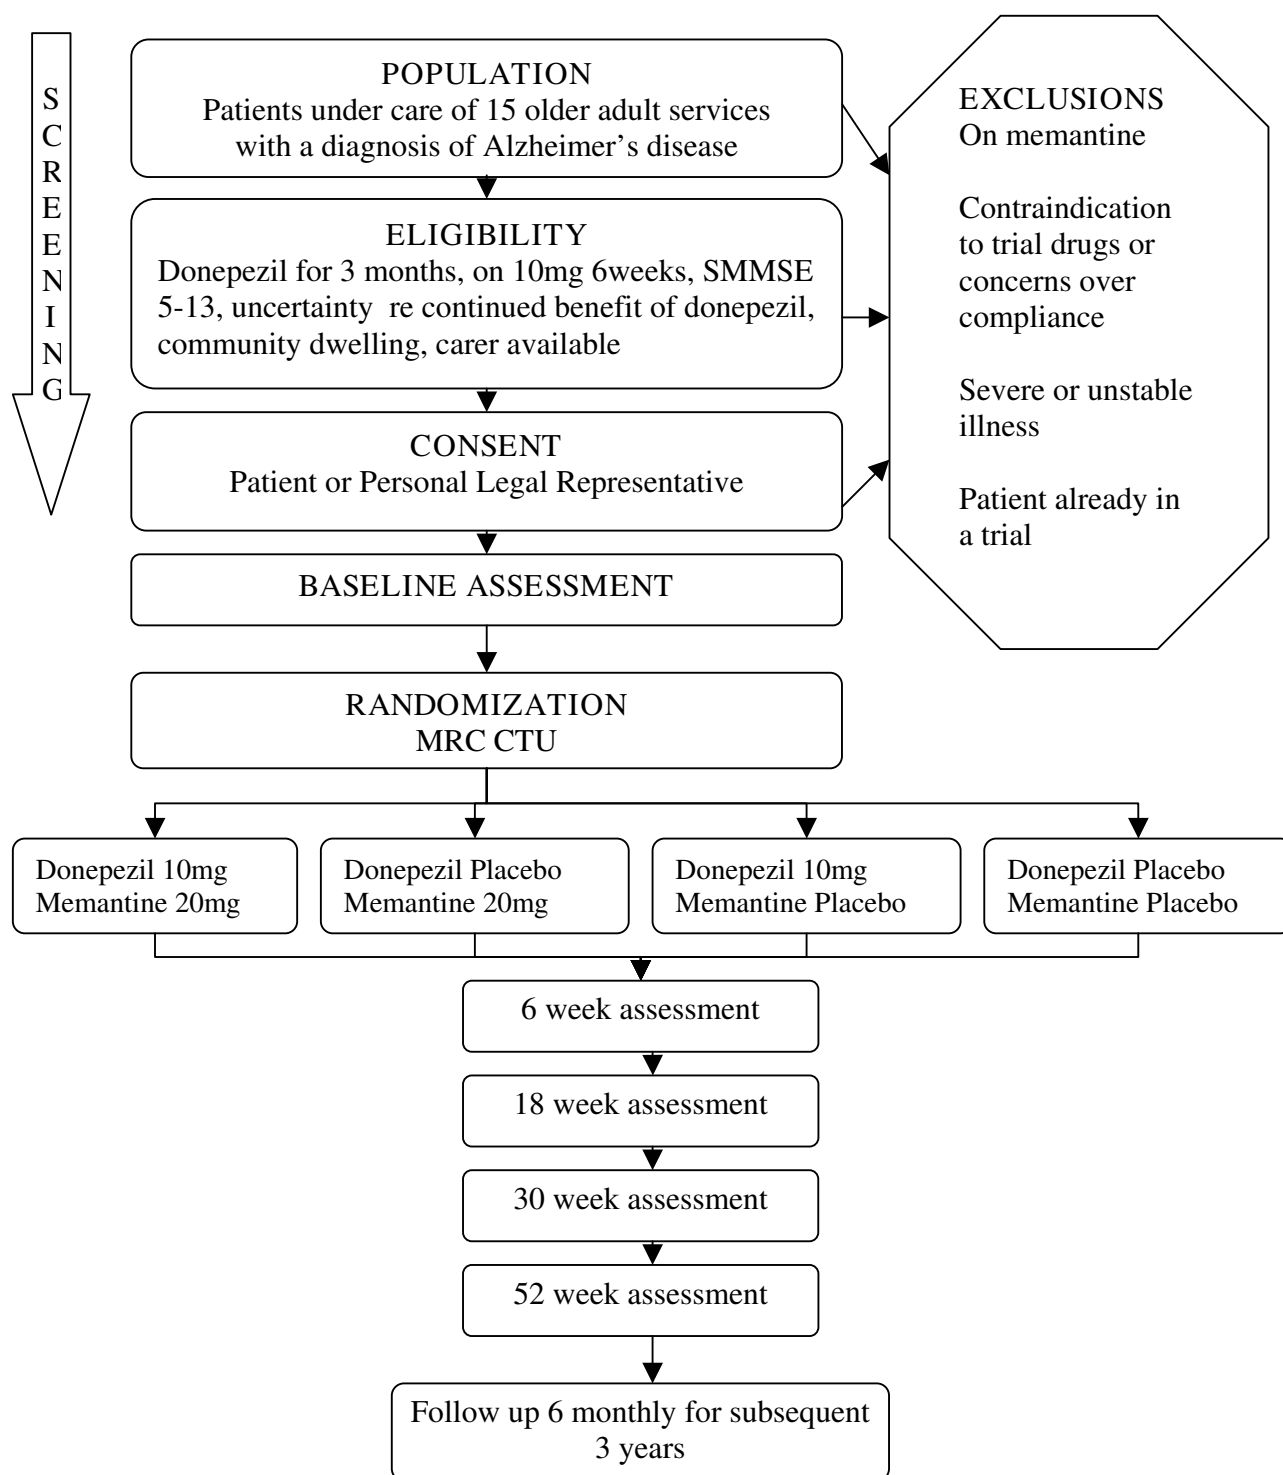 SCREENING
POPULATION
Patients under care of 15 older adult services
with a diagnosis of Alzheimer's disease
ELIGIBILITY
Donepezil for 3 months, on 10mg 6weeks, SMMSE
5-13, uncertainty  re continued benefit of donepezil,
community dwelling, carer available
CONSENT
Patient or Personal Legal Representative
BASELINE ASSESSMENT
RANDOMIZATION
MRC CTU
EXCLUSIONS
On memantine
Contraindication
to trial drugs or
concerns over
compliance
Severe or unstable
illness
Patient already in
a trial
Donepezil 10mg
Memantine 20mg
Donepezil Placebo
Memantine 20mg
Donepezil 10mg
Memantine Placebo
Donepezil Placebo
Memantine Placebo
6 week assessment
18 week assessment
30 week assessment
52 week assessment
Follow up 6 monthly for subsequent
3 years